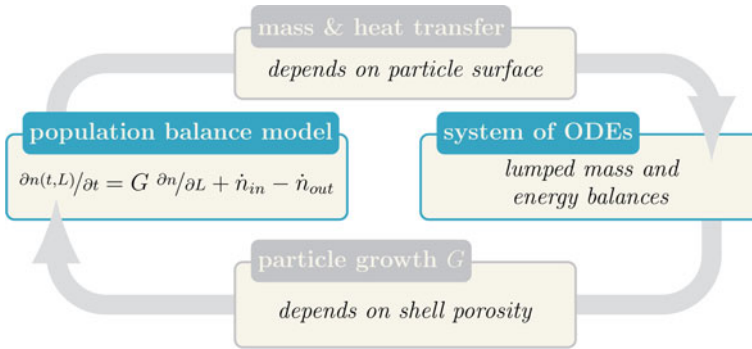 mass & heat transfer
depends on particle surface
population balance model
∂n(t,L)/∂t = G ∂n/∂L + ṅin − ṅout
system of ODEs
lumped mass and
energy balances
particle growth G
depends on shell porosity